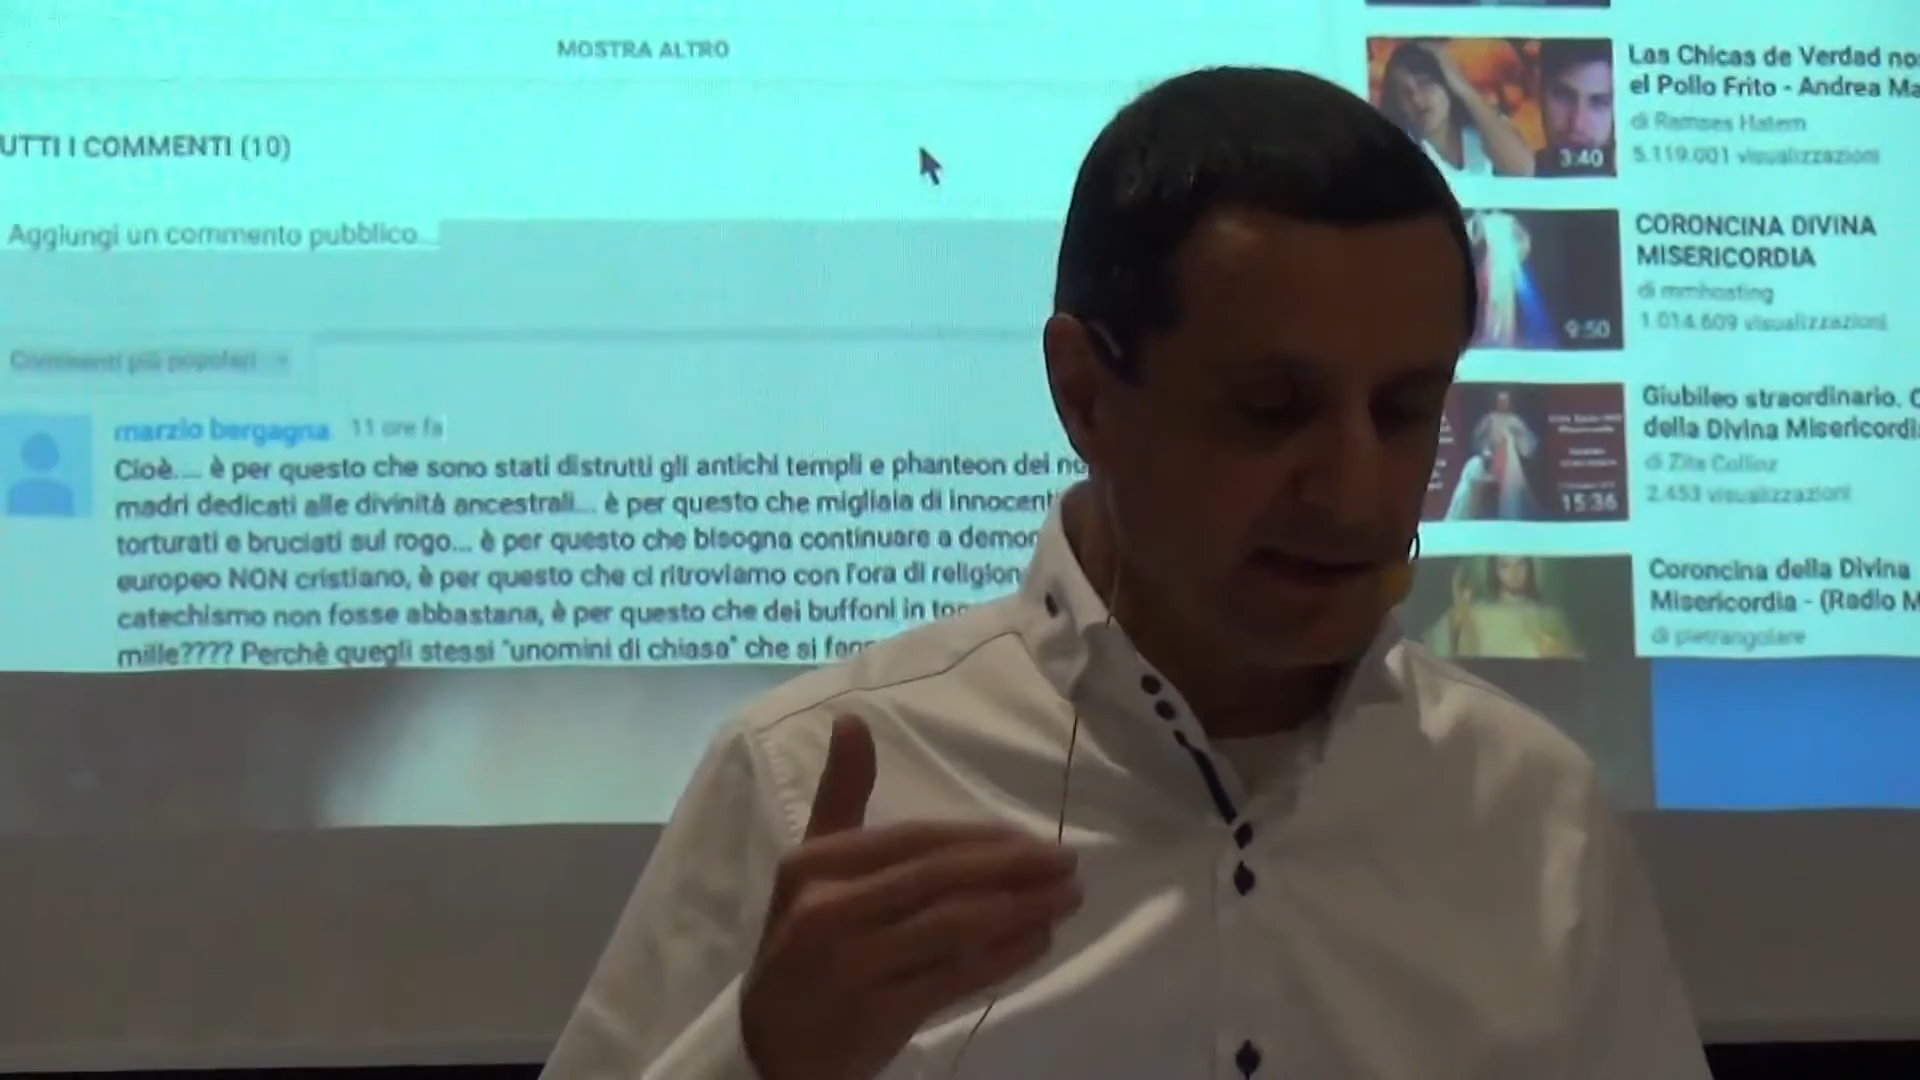 MOSTRA ALTRO
UTTI I COMMENTI (10)
Aggiungi un commento pubblico...
Commenti più popolari
marzio bergagna 11 ore fa
Cioè.... è per questo che sono stati distrutti gli antichi templi e phanteon dei
madri dedicati alle divinità ancestrali... è per questo che migliaia di innocenti
torturati e bruciati sul rogo... è per questo che bisogna continuare a
europeo NON cristiano, è per questo che ci ritroviamo con l'ora di
catechismo non fosse abbastana, è per questo che dei buffoni in
mille???? Perchè quegli stessi "unomini di chiasa" che si
Las Chicas de Verdad
el Pollo Frito - Andrea
di Ramses Hatem
3:40
5.119.001 visualizzazioni
CORONCINA DIVINA
MISERICORDIA
di mmhosting
9:50
1.014.609 visualizzazioni
Giubileo straordinario.
della Divina
di Zita Collinz
15:36
2.453 visualizzazioni
Coroncina della Divina
Misericordia - (Radio M
di pietrangolare